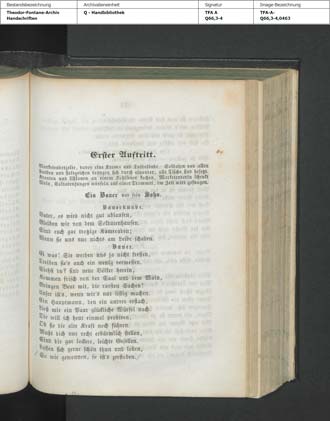 Bestandsbezeichnung
Archivalieneinheit
Signatur
Image-Bezeichnung
Theodor-Fontane-Archiv
Handschriften
Q - Handbibliothek
TFA A
Q66,3-4
TFA-A-
Q66,3-4,0463
Erster Auftritt.
Marketenderzelte, davor eine Kram- und Trödelbude. Soldaten von allen
Farben und Feldzeichen drängen sich durch einander, alle Tische sind besetzt.
Kroaten und Uhlanen an einem Kohlfeuer kochen, Marketenderin schenkt
Wein, Soldatenjungen würfeln auf einer Trommel, im Zelt wird gesungen.
Ein Bauer und sein Sohn.
Bauerknabe.
Vater, es wird nicht gut ablaufen,
Bleiben wir von dem Soldatenhaufen.
Sind euch gar trotzige Kameraden;
Wenn sie uns nur nichts am Leibe schaden.
Bauer.
Ei was! Sie werden uns ja nicht fressen,
Treiben sie's auch ein wenig vermessen.
Siehst du? sind neue Völker herein,
Kommen frisch von der Saal und dem Main,
Bringen Beut mit, die rarsten Sachen!
Unser ist's, wenn wir's nur listig machen.
Ein Hauptmann, den ein andrer erstach,
Ließ mir ein Paar glückliche Würfel nach.
Die will ich heut einmal probiren,
Ob sie die alte Kraft noch führen.
Mußt dich nur recht erbärmlich stellen,
Sind dir gar lockere, leichte Gesellen.
Lassen sich gerne schön thun und loben,
So wie gewonnen, so ist's zerstoben.